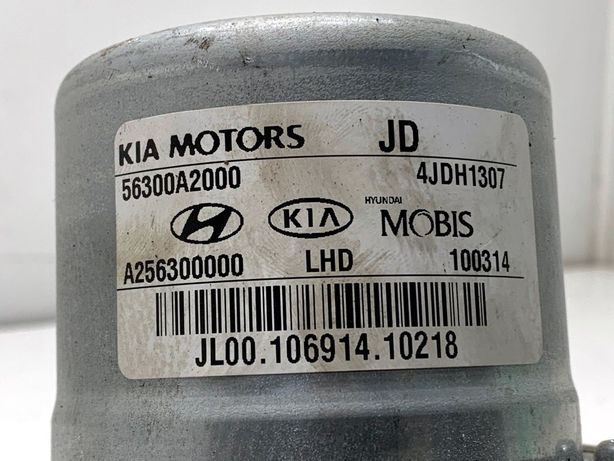 KIA MOTORS JD
56300A2000 4JDH1307
KIA HYUNDAI MOBIS
A256300000 LHD 100314
JL00.106914.10218